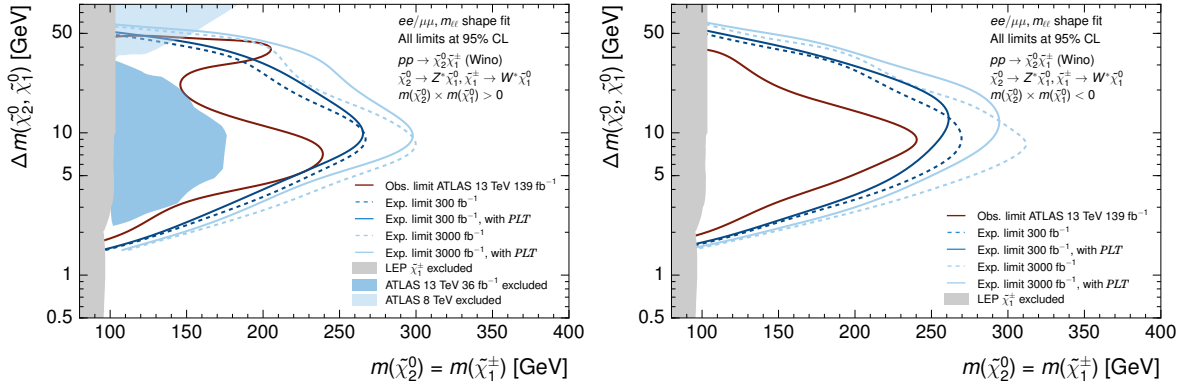 Δm(χ̃⁰₂, χ̃⁰₁) [GeV]
50
10
5
1
0.5
ee/μμ, mℓℓ shape fit
All limits at 95% CL
pp → χ̃⁰₂χ̃±₁ (Wino)
χ̃⁰₂ → Z*χ̃⁰₁, χ̃±₁ → W*χ̃⁰₁
m(χ̃⁰₂) × m(χ̃⁰₁) > 0
Obs. limit ATLAS 13 TeV 139 fb⁻¹
Exp. limit 300 fb⁻¹
Exp. limit 300 fb⁻¹, with PLT
Exp. limit 3000 fb⁻¹
Exp. limit 3000 fb⁻¹, with PLT
LEP χ̃±₁ excluded
ATLAS 13 TeV 36 fb⁻¹ excluded
ATLAS 8 TeV excluded
100 150 200 250 300 350 400
m(χ̃⁰₂) = m(χ̃±₁) [GeV]
Δm(χ̃⁰₂, χ̃⁰₁) [GeV]
50
10
5
1
0.5
ee/μμ, mℓℓ shape fit
All limits at 95% CL
pp → χ̃⁰₂χ̃±₁ (Wino)
χ̃⁰₂ → Z*χ̃⁰₁, χ̃±₁ → W*χ̃⁰₁
m(χ̃⁰₂) × m(χ̃⁰₁) < 0
Obs. limit ATLAS 13 TeV 139 fb⁻¹
Exp. limit 300 fb⁻¹
Exp. limit 300 fb⁻¹, with PLT
Exp. limit 3000 fb⁻¹
Exp. limit 3000 fb⁻¹, with PLT
LEP χ̃±₁ excluded
100 150 200 250 300 350 400
m(χ̃⁰₂) = m(χ̃±₁) [GeV]